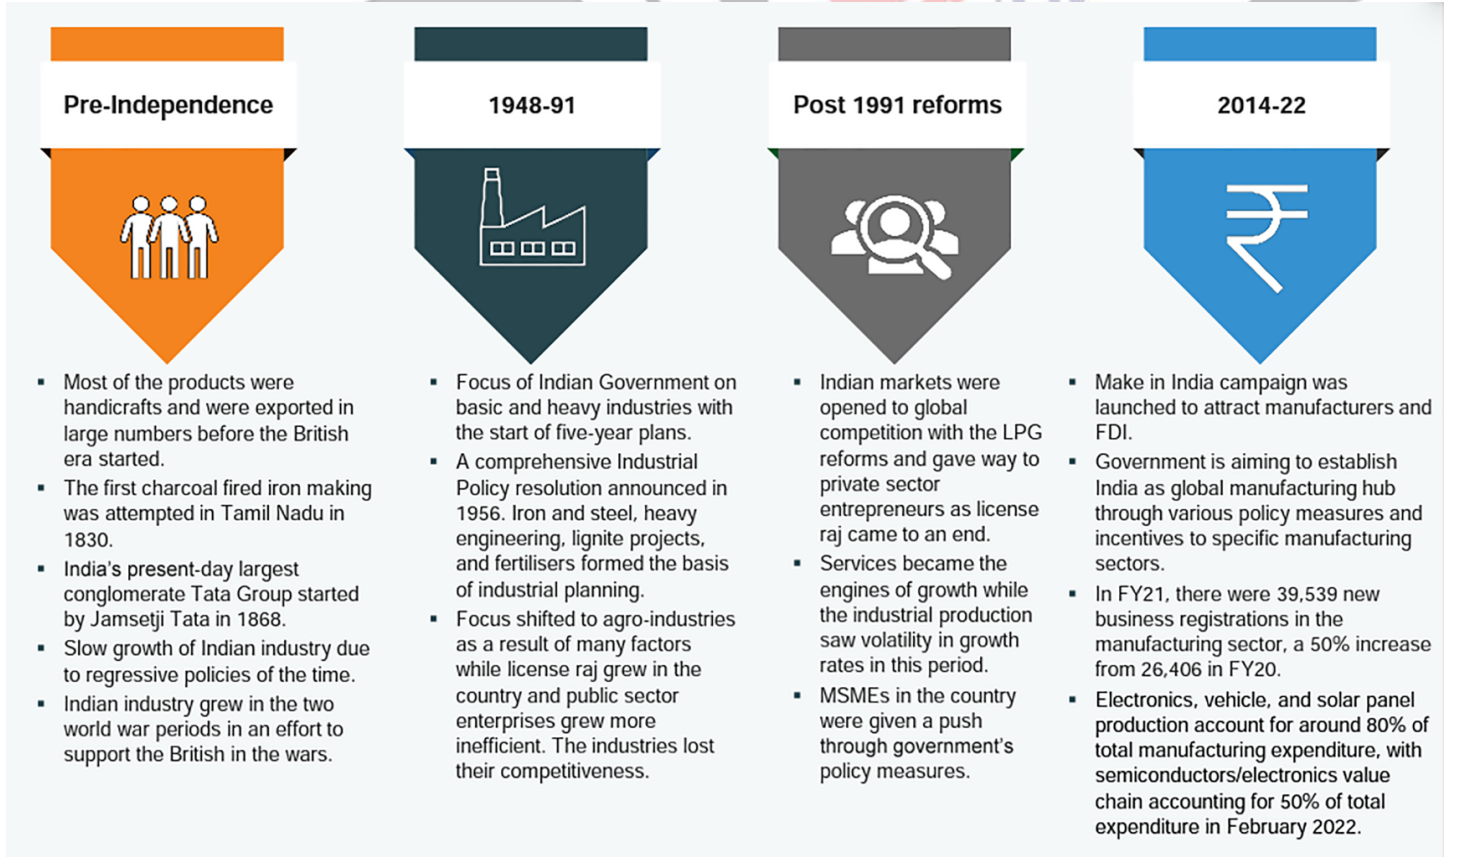 Pre-Independence
Most of the products were
handicrafts and were exported in
large numbers before the British
era started.
The first charcoal fired iron making
was attempted in Tamil Nadu in
1830.
India's present-day largest
conglomerate Tata Group started
by Jamsetji Tata in 1868.
Slow growth of Indian industry due
to regressive policies of the time.
Indian industry grew in the two
world war periods in an effort to
support the British in the wars.
1948-91
Focus of Indian Government on
basic and heavy industries with
the start of five-year plans.
A comprehensive Industrial
Policy resolution announced in
1956. Iron and steel, heavy
engineering, lignite projects,
and fertilisers formed the basis
of industrial planning.
Focus shifted to agro-industries
as a result of many factors
while license raj grew in the
country and public sector
enterprises grew more
inefficient. The industries lost
their competitiveness.
Post 1991 reforms
Indian markets were
opened to global
competition with the LPG
reforms and gave way to
private sector
entrepreneurs as license
raj came to an end.
Services became the
engines of growth while
the industrial production
saw volatility in growth
rates in this period.
MSMEs in the country
were given a push
through government's
policy measures.
2014-22
₹
Make in India campaign was
launched to attract manufacturers and
FDI.
Government is aiming to establish
India as global manufacturing hub
through various policy measures and
incentives to specific manufacturing
sectors.
In FY21, there were 39,539 new
business registrations in the
manufacturing sector, a 50% increase
from 26,406 in FY20.
Electronics, vehicle, and solar panel
production account for around 80% of
total manufacturing expenditure, with
semiconductors/electronics value
chain accounting for 50% of total
expenditure in February 2022.